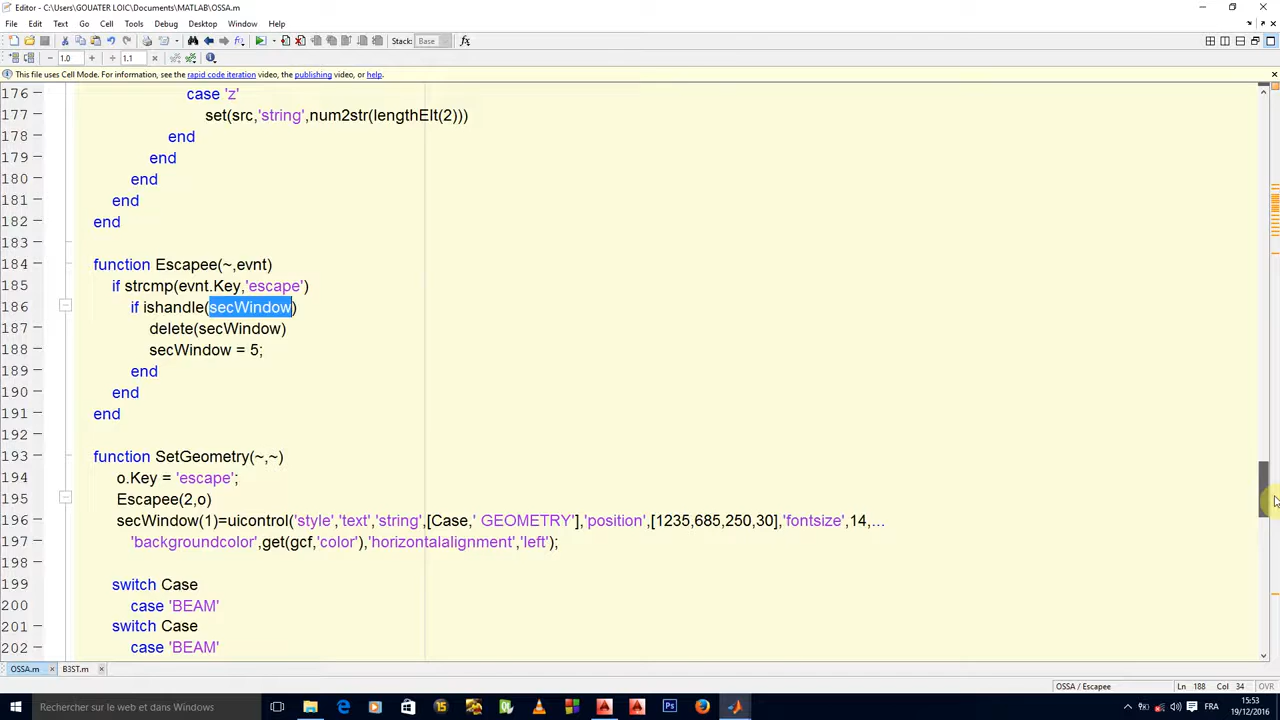 Editor - C:\Users\GOUATER LOIC\Documents\MATLAB\OSSA.m
File Edit Text Go Cell Tools Debug Desktop Window Help
Stack: Base fx
1.0 1.1
This file uses Cell Mode. For information, see the rapid code iteration video, the publishing video, or help.
176 case 'z'
177 set(src,'string',num2str(lengthElt(2)))
178 end
179 end
180 end
181 end
182 end
183
184 function Escapee(~,evnt)
185 if strcmp(evnt.Key,'escape')
186 if ishandle(secWindow)
187 delete(secWindow)
188 secWindow = 5;
189 end
190 end
191 end
192
193 function SetGeometry(~,~)
194 o.Key = 'escape';
195 Escapee(2,o)
196 secWindow(1)=uicontrol('style','text','string',[Case,' GEOMETRY'],'position',[1235,685,250,30],'fontsize',14,...
197 'backgroundcolor',get(gcf,'color'),'horizontalalignment','left');
198
199 switch Case
200 case 'BEAM'
201 switch Case
202 case 'BEAM'
OSSA.m B3ST.m
OSSA / Escapee Ln 188 Col 34 OVR
Rechercher sur le web et dans Windows
FRA
15:53
19/12/2016